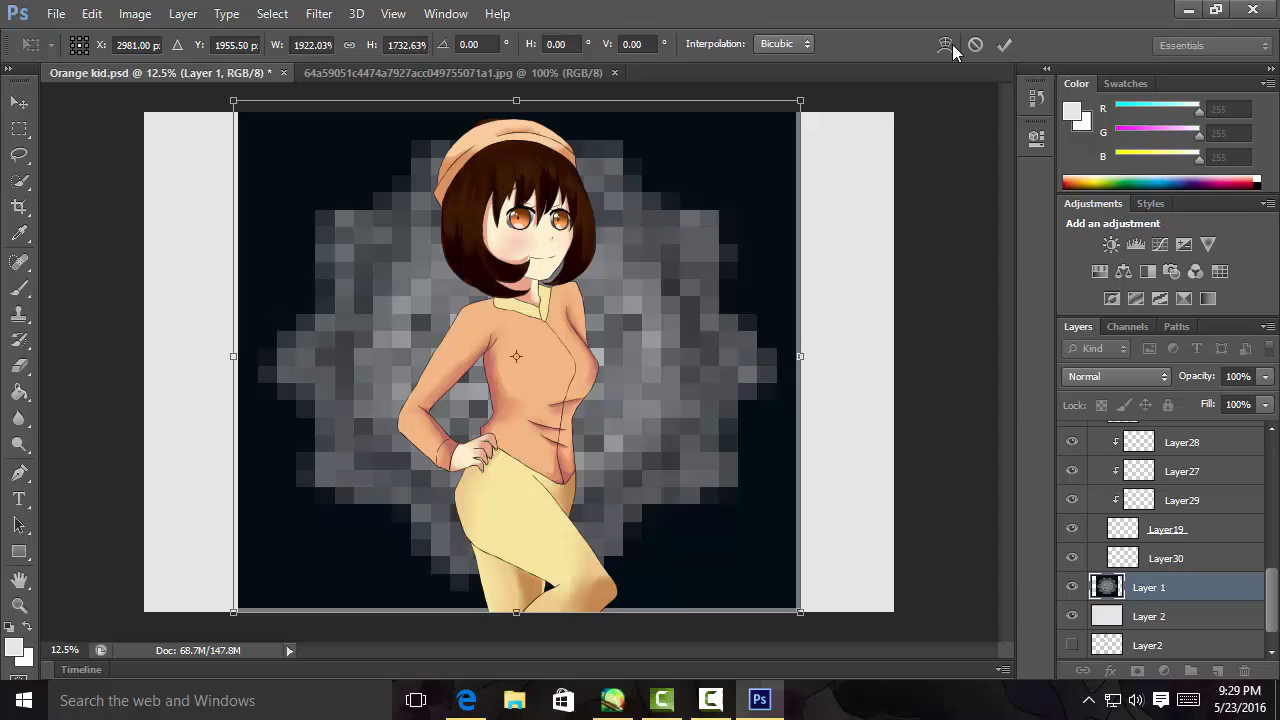 Ps File Edit Image Layer Type Select Filter 3D View Window Help
X: 2981.00 px Y: 1955.50 px W: 1922.03% H: 1732.63% 0.00 ° H: 0.00 ° V: 0.00 ° Interpolation: Bicubic Essentials
Orange kid.psd @ 12.5% (Layer 1, RGB/8) * × 64a59051c4474a7927acc049755071a1.jpg @ 100% (RGB/8) ×
Color Swatches
R 255
G 255
B 255
Adjustments Styles
Add an adjustment
Layers Channels Paths
Kind
Normal Opacity: 100%
Lock: Fill: 100%
Layer28
Layer27
Layer29
Layer19
Layer30
Layer 1
Layer 2
Layer2
12.5% Doc: 68.7M/147.8M
Timeline
Search the web and Windows
9:29 PM
5/23/2016